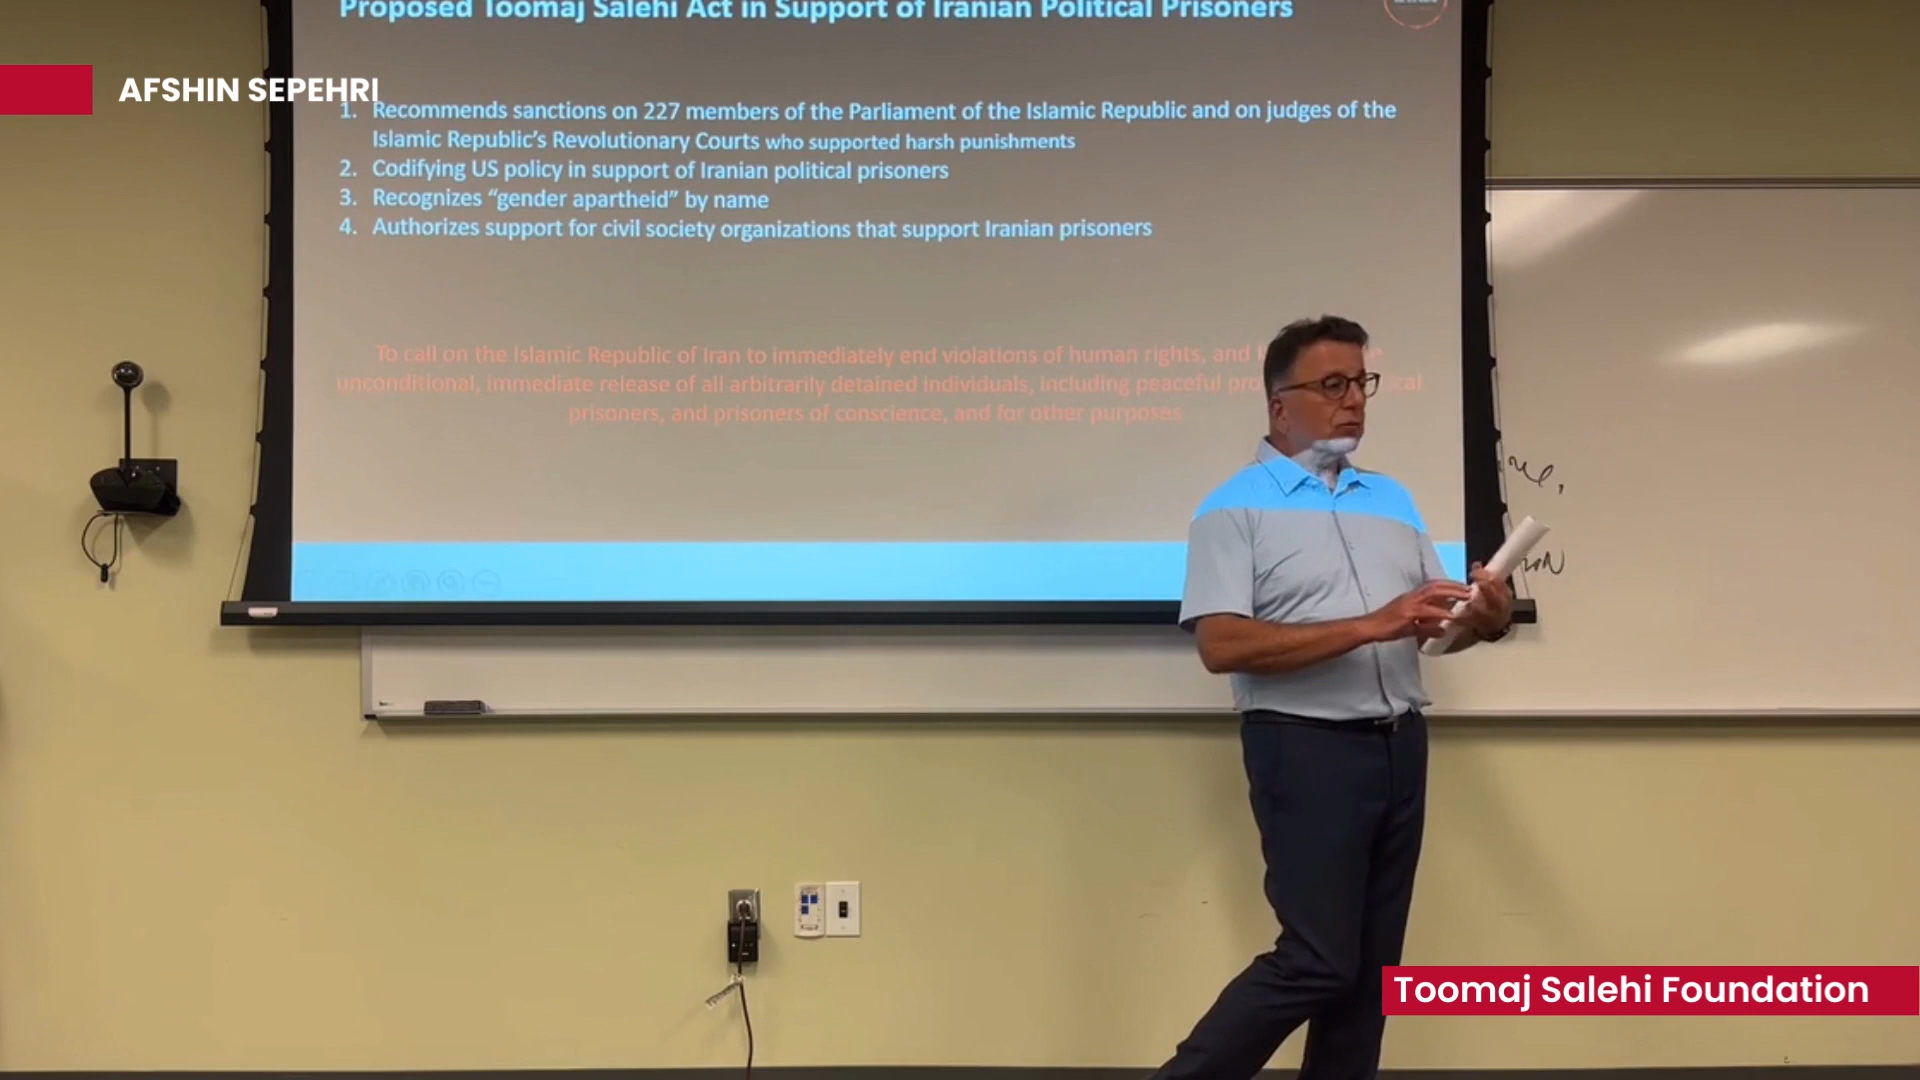 Proposed Toomaj Salehi Act in Support of Iranian Political Prisoners
AFSHIN SEPEHRI
1. Recommends sanctions on 227 members of the Parliament of the Islamic Republic and on judges of the
Islamic Republic's Revolutionary Courts who supported harsh punishments
2. Codifying US policy in support of Iranian political prisoners
3. Recognizes “gender apartheid” by name
4. Authorizes support for civil society organizations that support Iranian prisoners
To call on the Islamic Republic of Iran to immediately end violations of human rights, and
unconditional, immediate release of all arbitrarily detained individuals, including peaceful
prisoners, and prisoners of conscience, and for other purposes
Toomaj Salehi Foundation